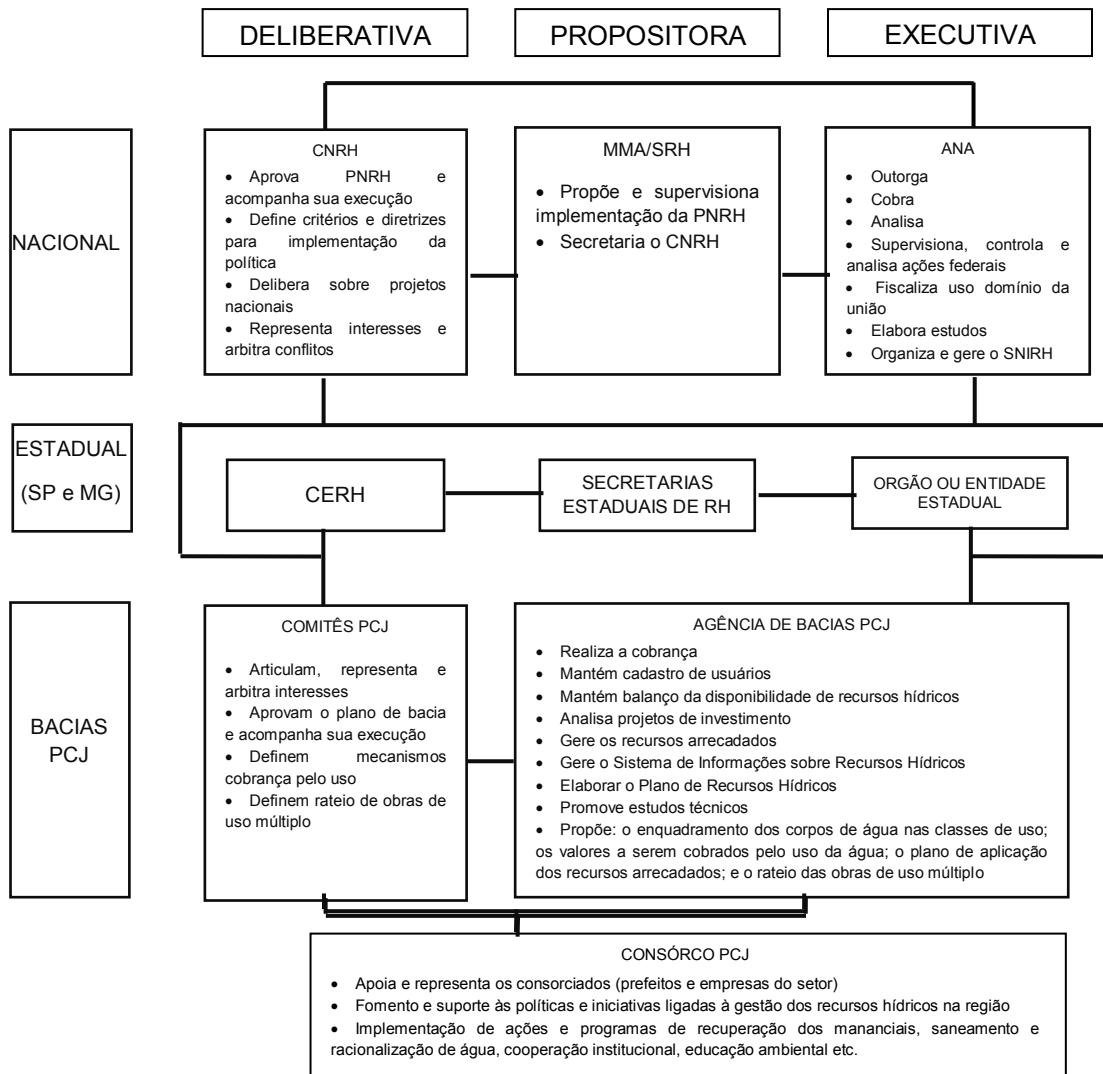 DELIBERATIVA
PROPOSITORA
EXECUTIVA
NACIONAL
CNRH
• Aprova PNRH e
acompanha sua execução
• Define critérios e diretrizes
para implementação da
política
• Delibera sobre projetos
nacionais
• Representa interesses e
arbitra conflitos
MMA/SRH
• Propõe e supervisiona
implementação da PNRH
• Secretaria o CNRH
ANA
• Outorga
• Cobra
• Analisa
• Supervisiona, controla e
analisa ações federais
• Fiscaliza uso domínio da
união
• Elabora estudos
• Organiza e gere o SNIRH
ESTADUAL
(SP e MG)
CERH
SECRETARIAS
ESTADUAIS DE RH
ORGÃO OU ENTIDADE
ESTADUAL
BACIAS
PCJ
COMITÊS PCJ
• Articulam, representa e
arbitra interesses
• Aprovam o plano de bacia
e acompanha sua execução
• Definem mecanismos
cobrança pelo uso
• Definem rateio de obras de
uso múltiplo
AGÊNCIA DE BACIAS PCJ
• Realiza a cobrança
• Mantém cadastro de usuários
• Mantém balanço da disponibilidade de recursos hídricos
• Analisa projetos de investimento
• Gere os recursos arrecadados
• Gere o Sistema de Informações sobre Recursos Hídricos
• Elaborar o Plano de Recursos Hídricos
• Promove estudos técnicos
• Propõe: o enquadramento dos corpos de água nas classes de uso;
os valores a serem cobrados pelo uso da água; o plano de aplicação
dos recursos arrecadados; e o rateio das obras de uso múltiplo
CONSÓRCO PCJ
• Apoia e representa os consorciados (prefeitos e empresas do setor)
• Fomento e suporte às políticas e iniciativas ligadas à gestão dos recursos hídricos na região
• Implementação de ações e programas de recuperação dos mananciais, saneamento e
racionalização de água, cooperação institucional, educação ambiental etc.